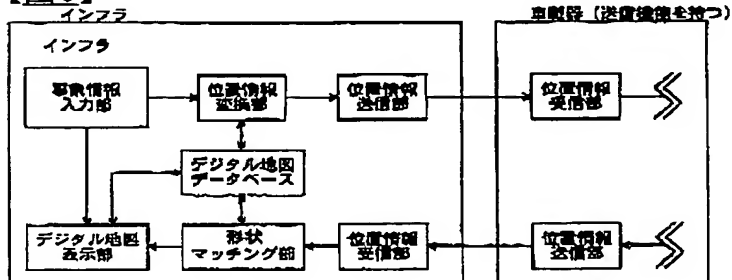 インフラ
車載器(送信機能を持つ)
インフラ
事象情報
入力部
位置情報
変換部
位置情報
送信部
位置情報
受信部
デジタル地図
データベース
デジタル地図
表示部
形状
マッチング部
位置情報
受信部
位置情報
送信部